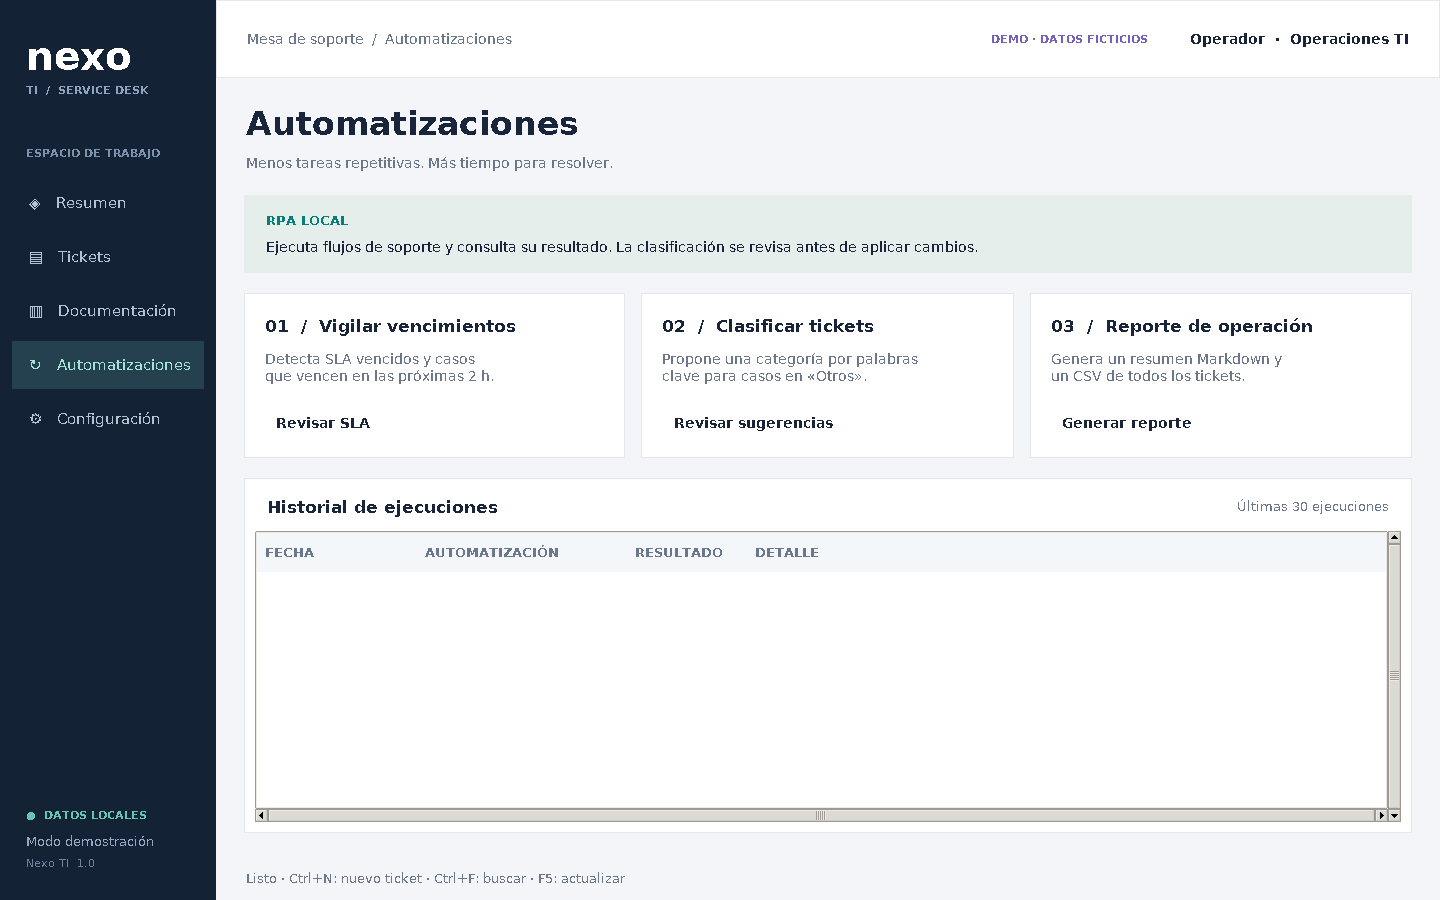 nexo
TI / SERVICE DESK
ESPACIO DE TRABAJO
Resumen
Tickets
Documentación
Automatizaciones
Configuración
DATOS LOCALES
Modo demostración
Nexo TI 1.0
Mesa de soporte / Automatizaciones
DEMO · DATOS FICTICIOS
Operador · Operaciones TI
Automatizaciones
Menos tareas repetitivas. Más tiempo para resolver.
RPA LOCAL
Ejecuta flujos de soporte y consulta su resultado. La clasificación se revisa antes de aplicar cambios.
01 / Vigilar vencimientos
Detecta SLA vencidos y casos
que vencen en las próximas 2 h.
Revisar SLA
02 / Clasificar tickets
Propone una categoría por palabras
clave para casos en «Otros».
Revisar sugerencias
03 / Reporte de operación
Genera un resumen Markdown y
un CSV de todos los tickets.
Generar reporte
Historial de ejecuciones
Últimas 30 ejecuciones
FECHA AUTOMATIZACIÓN RESULTADO DETALLE
Listo · Ctrl+N: nuevo ticket · Ctrl+F: buscar · F5: actualizar